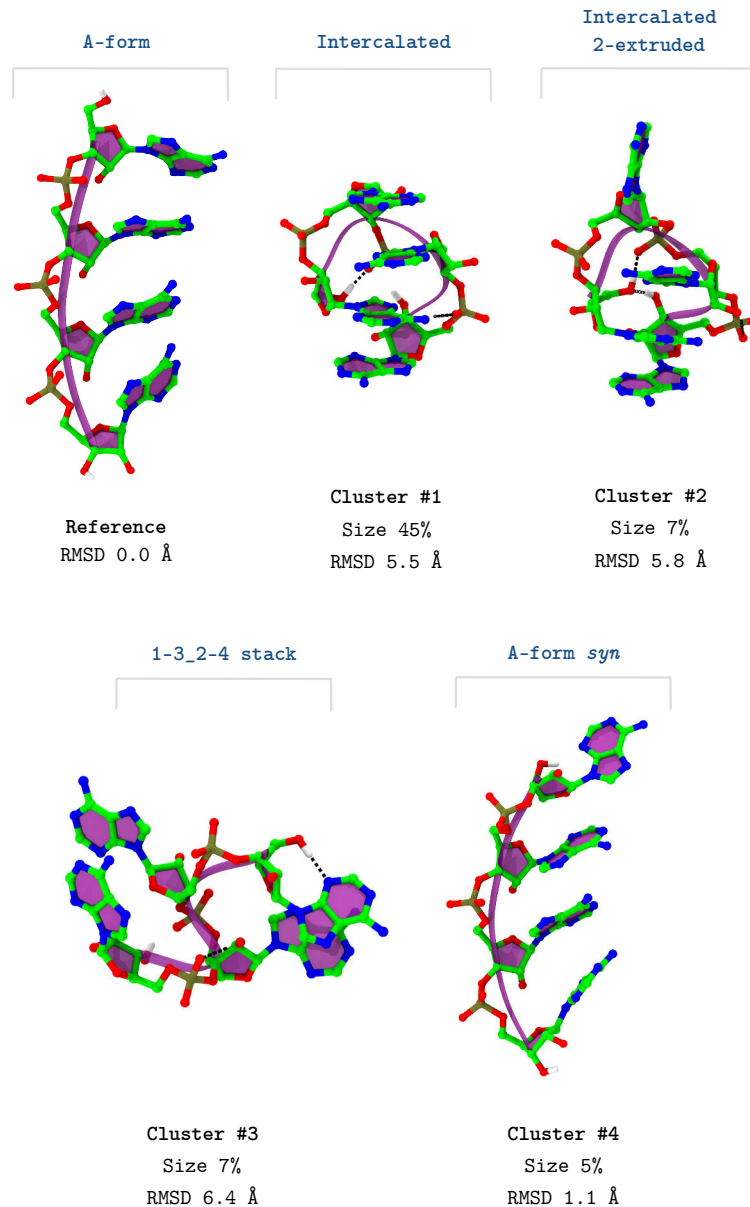 A-form
Intercalated
Intercalated
2-extruded
Reference
RMSD 0.0 Å
Cluster #1
Size 45%
RMSD 5.5 Å
Cluster #2
Size 7%
RMSD 5.8 Å
1-3_2-4 stack
A-form syn
Cluster #3
Size 7%
RMSD 6.4 Å
Cluster #4
Size 5%
RMSD 1.1 Å